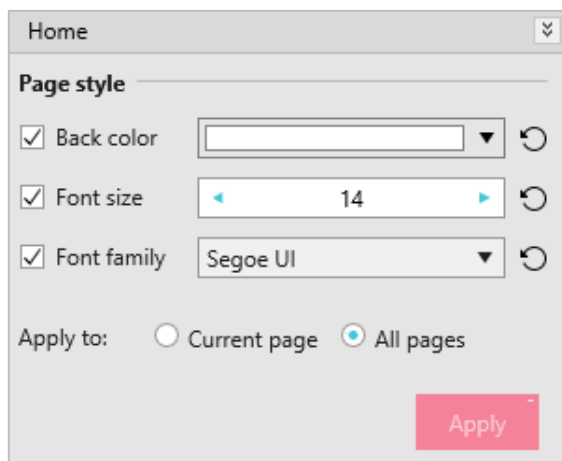 Home
Page style
Back color
Font size 14
Font family Segoe UI
Apply to: Current page All pages
Apply